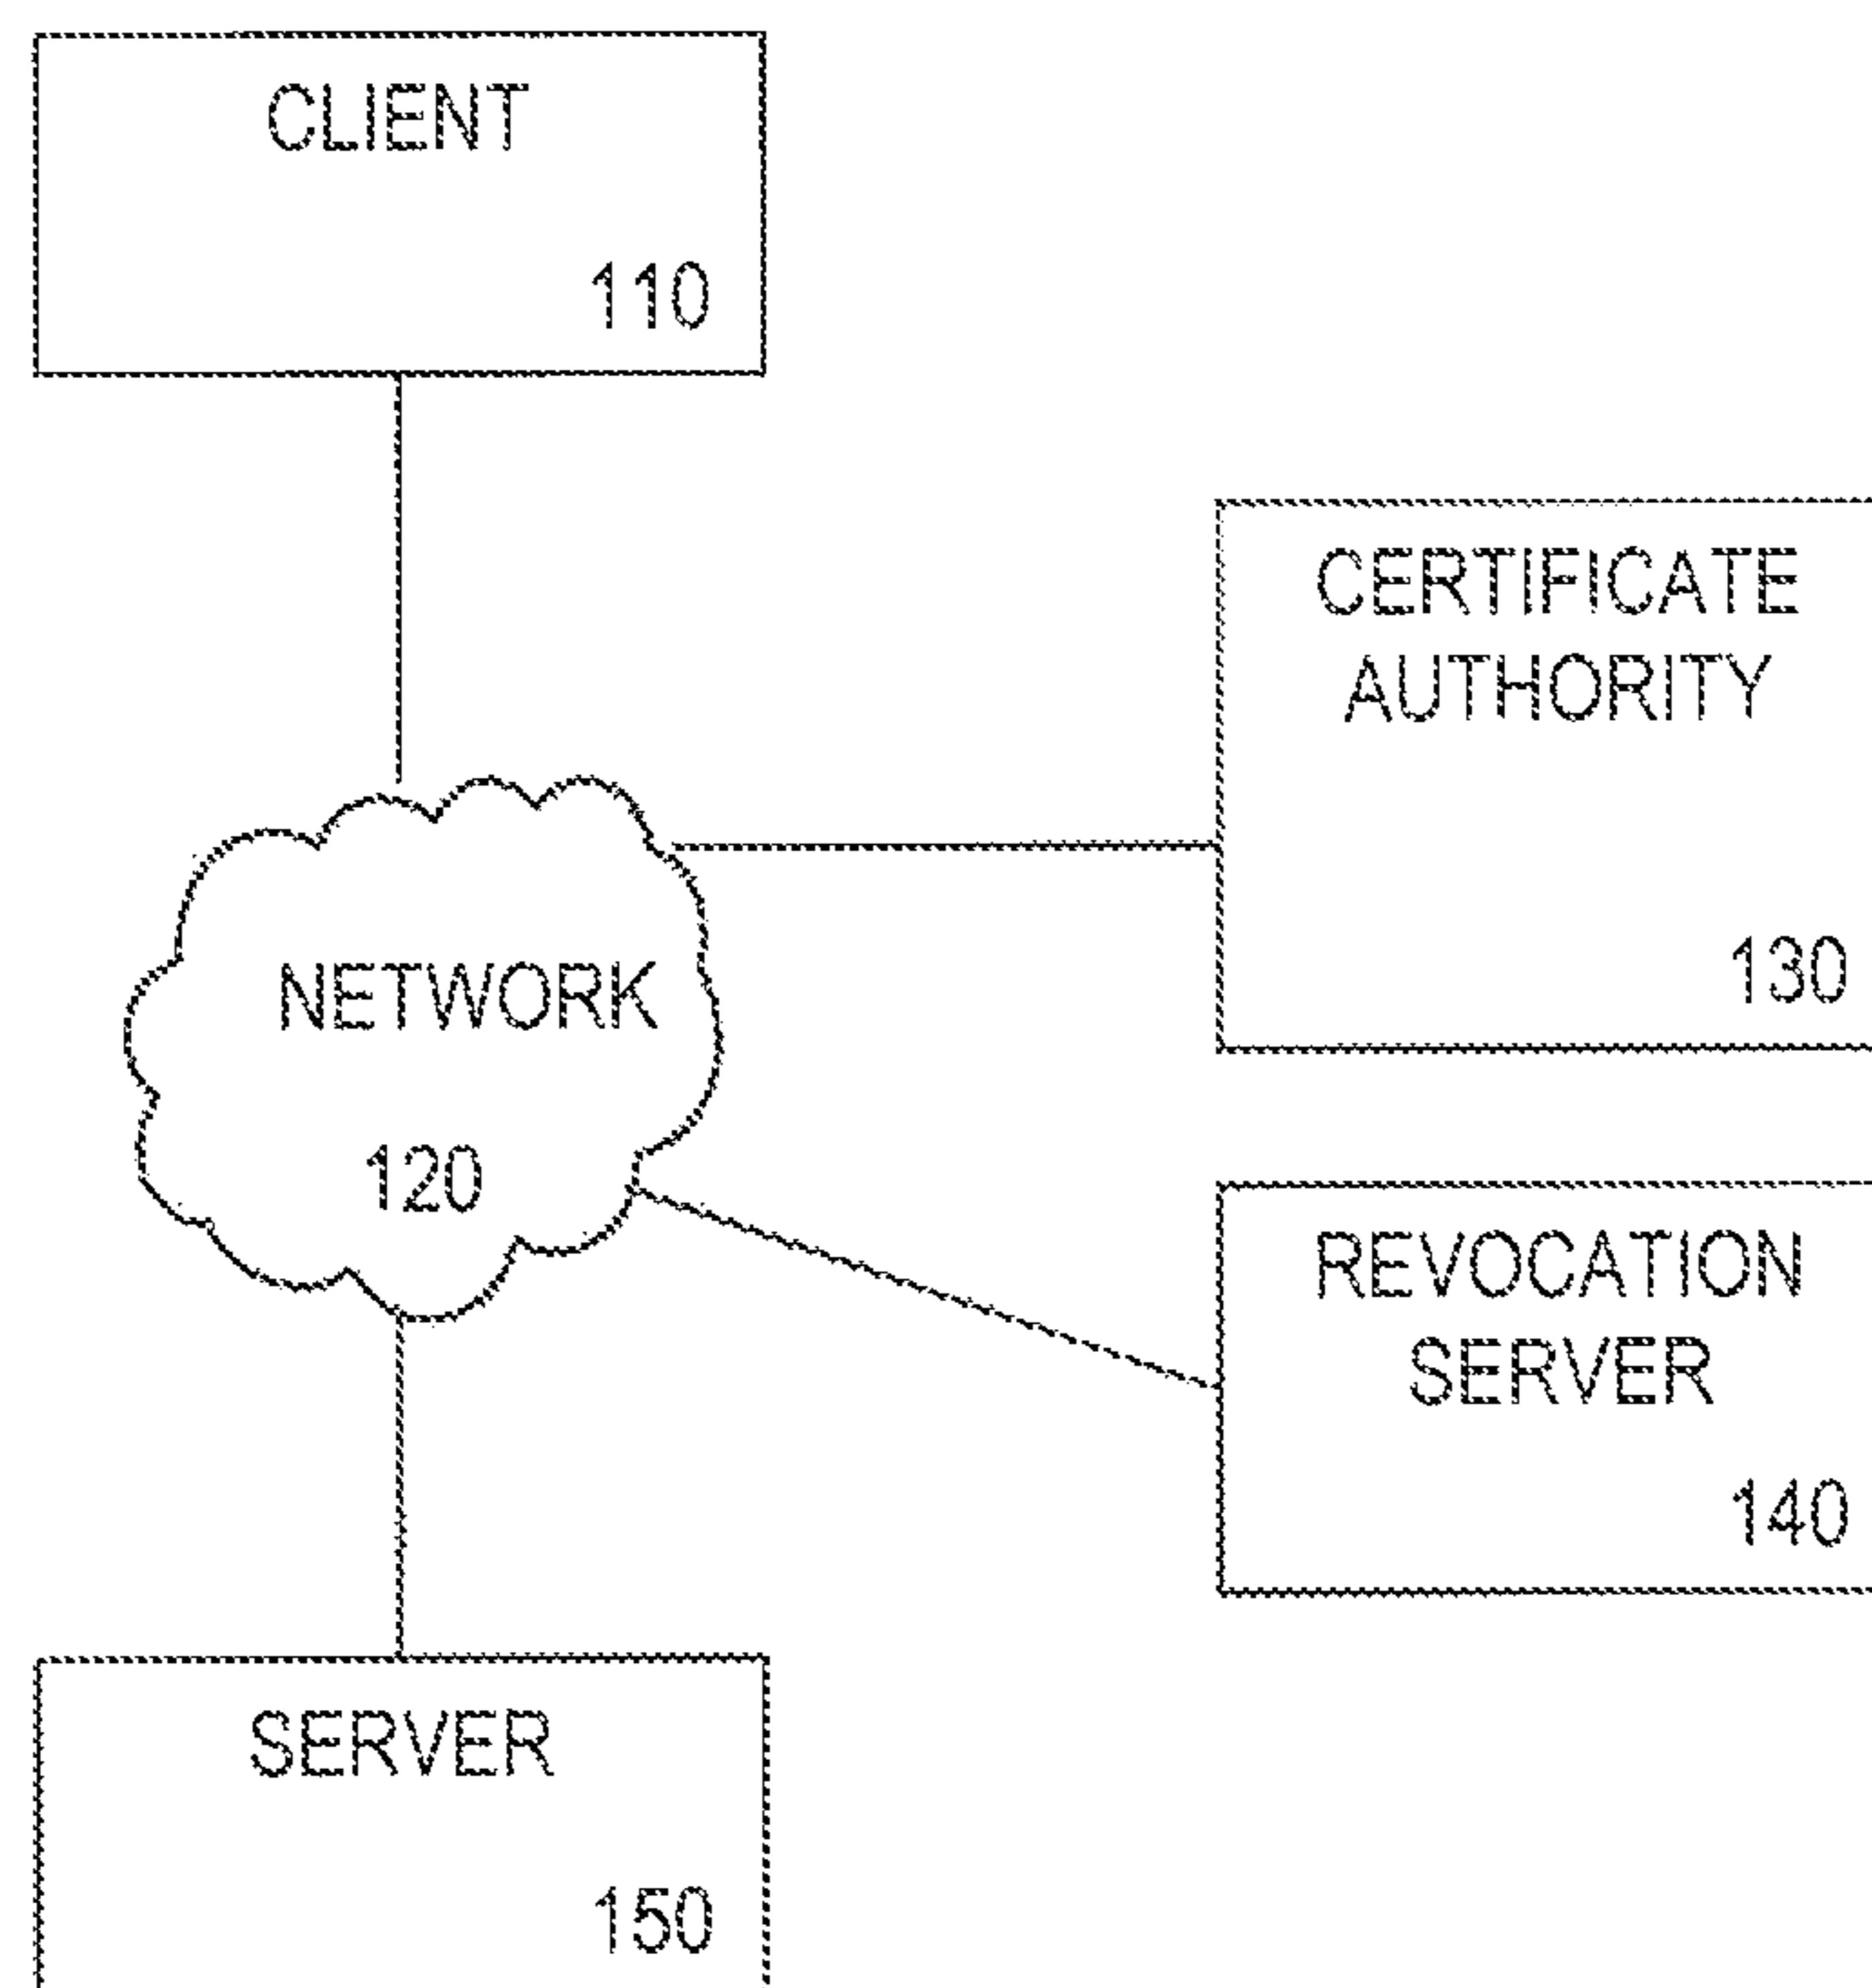 CLIENT
110
CERTIFICATE
AUTHORITY
130
NETWORK
120
REVOCATION
SERVER
140
SERVER
150